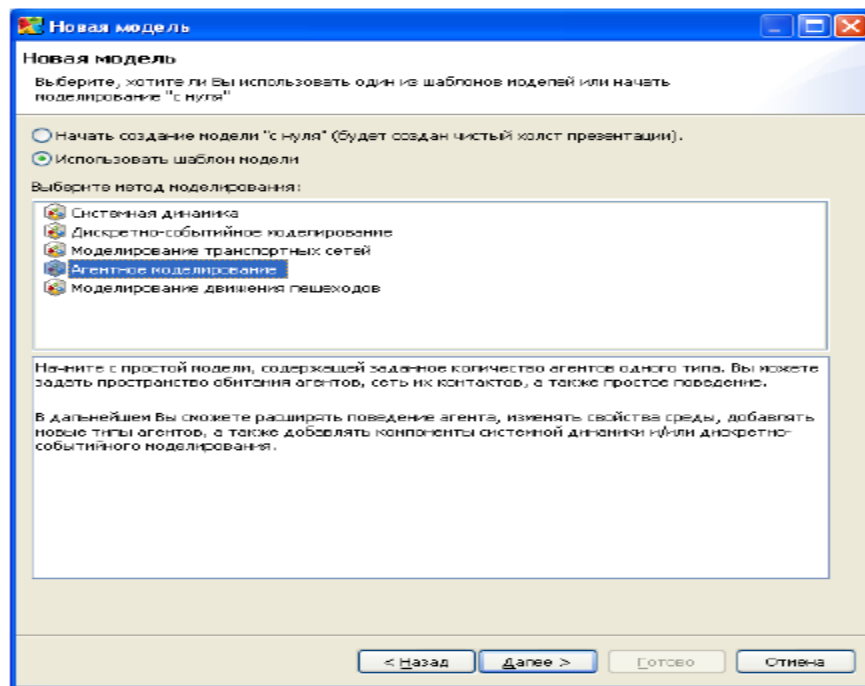 Новая модель
Новая модель
Выберите, хотите ли Вы использовать один из шаблонов моделей или начать
моделирование "с нуля"
Начать создание модели "с нуля" (будет создан чистый холст презентации).
Использовать шаблон модели
Выберите метод моделирования:
Системная динамика
Дискретно-событийное моделирование
Моделирование транспортных сетей
Агентное моделирование
Моделирование движения пешеходов
Начните с простой модели, содержащей заданное количество агентов одного типа. Вы можете
задать пространство обитания агентов, сеть их контактов, а также простое поведение.
В дальнейшем Вы сможете расширять поведение агента, изменять свойства среды, добавлять
новые типы агентов, а также добавлять компоненты системной динамики и/или дискретно-
событийного моделирования.
< Назад Далее > Готово Отмена